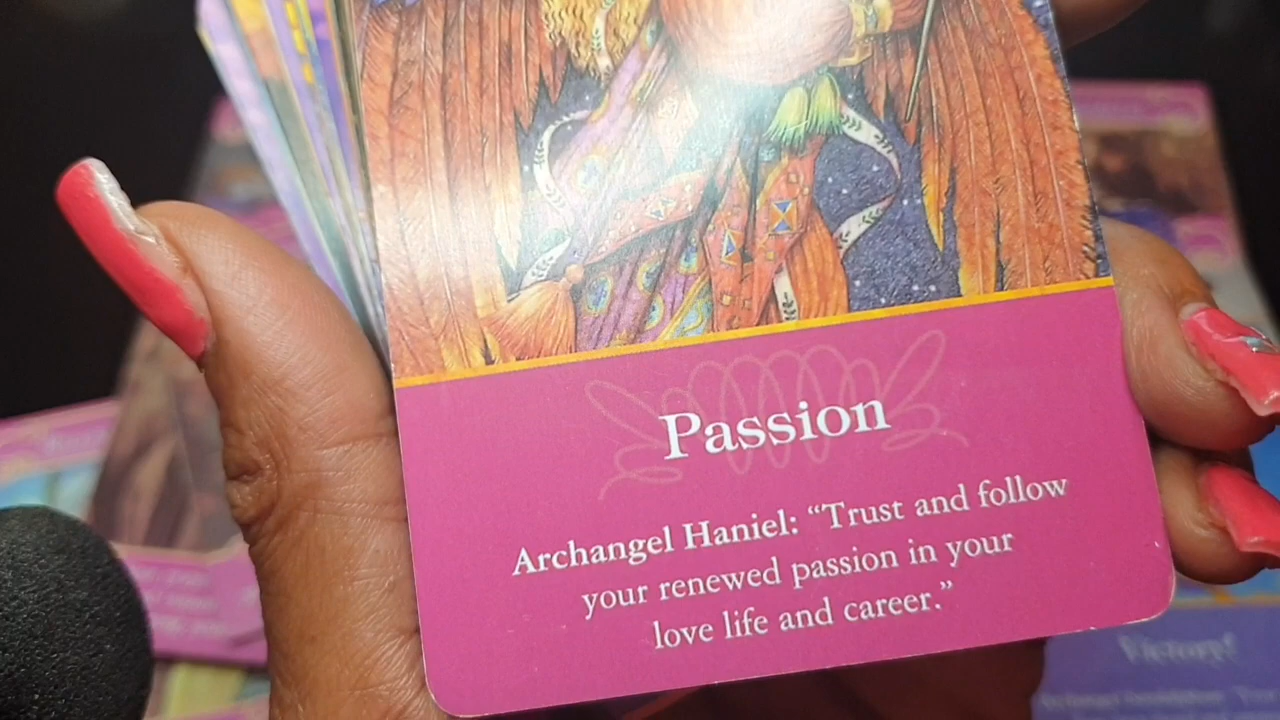 Passion
Archangel Haniel: “Trust and follow
your renewed passion in your
love life and career.”
Victory!